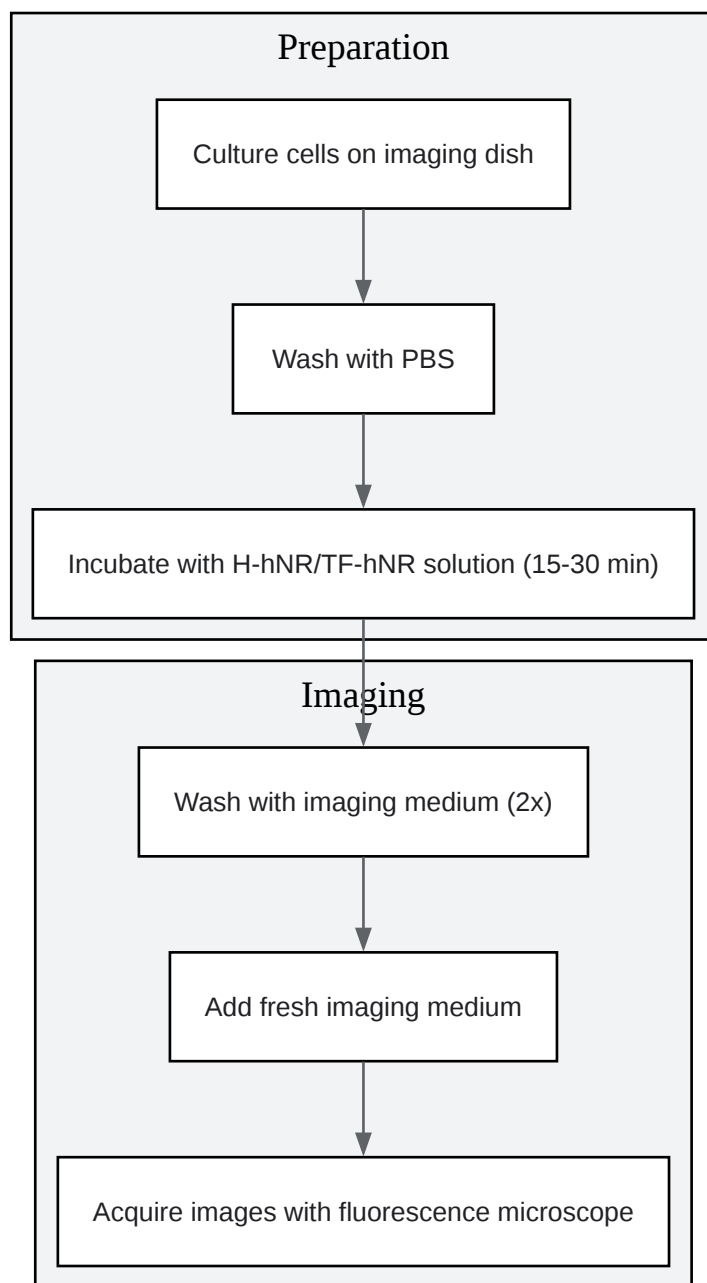 Preparation
Culture cells on imaging dish
Wash with PBS
Incubate with H-hNR/TF-hNR solution (15-30 min)
Imaging
Wash with imaging medium (2x)
Add fresh imaging medium
Acquire images with fluorescence microscope